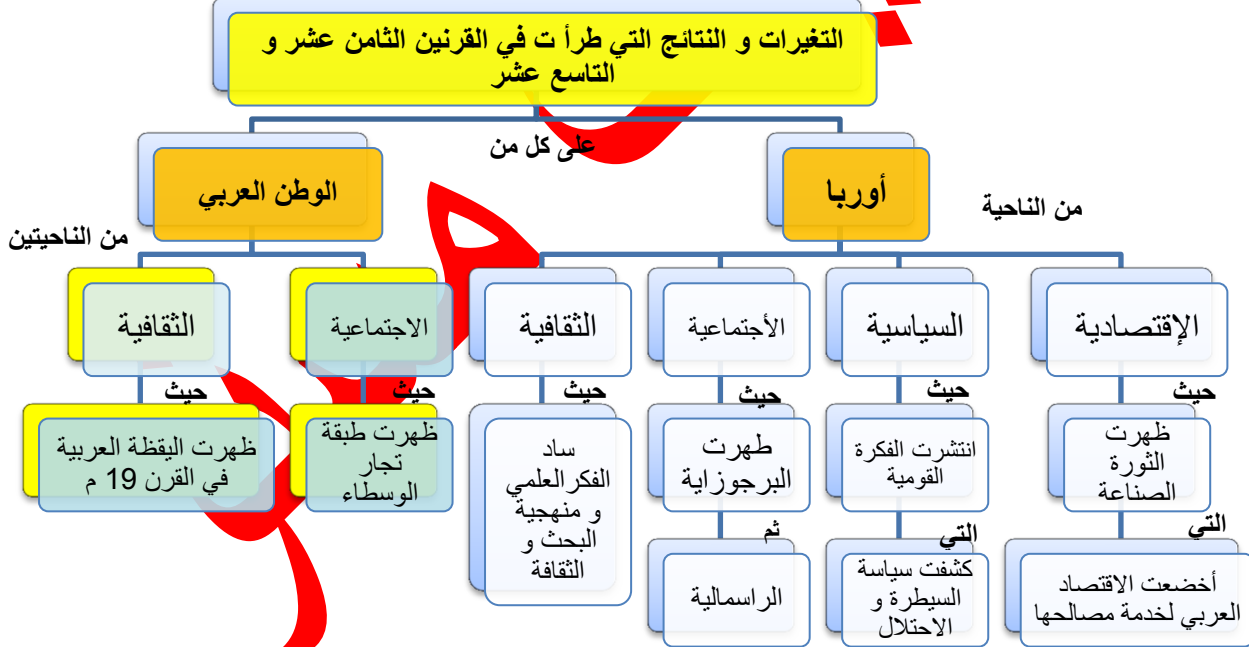 التغيرات و النتائج التي طرأ ت في القرنين الثامن عشر و
التاسع عشر
على كل من
أوربا
الوطن العربي
من الناحية
من الناحيتين
الإقتصادية
السياسية
الأجتماعية
الثقافية
الاجتماعية
الثقافية
حيث
حيث
حيث
حيث
حيث
حيث
ظهرت
الثورة
الصناعة
انتشرت الفكرة
القومية
طهرت
البرجوزاية
ساد
الفكرالعلمي
و منهجية
البحث و
الثقافة
ظهرت طبقة
تجار
الوسطاء
ظهرت اليقظة العربية
في القرن 19 م
التي
التي
ثم
أخضعت الاقتصاد
العربي لخدمة مصالحها
كشفت سياسة
السيطرة و
الاحتلال
الراسمالية